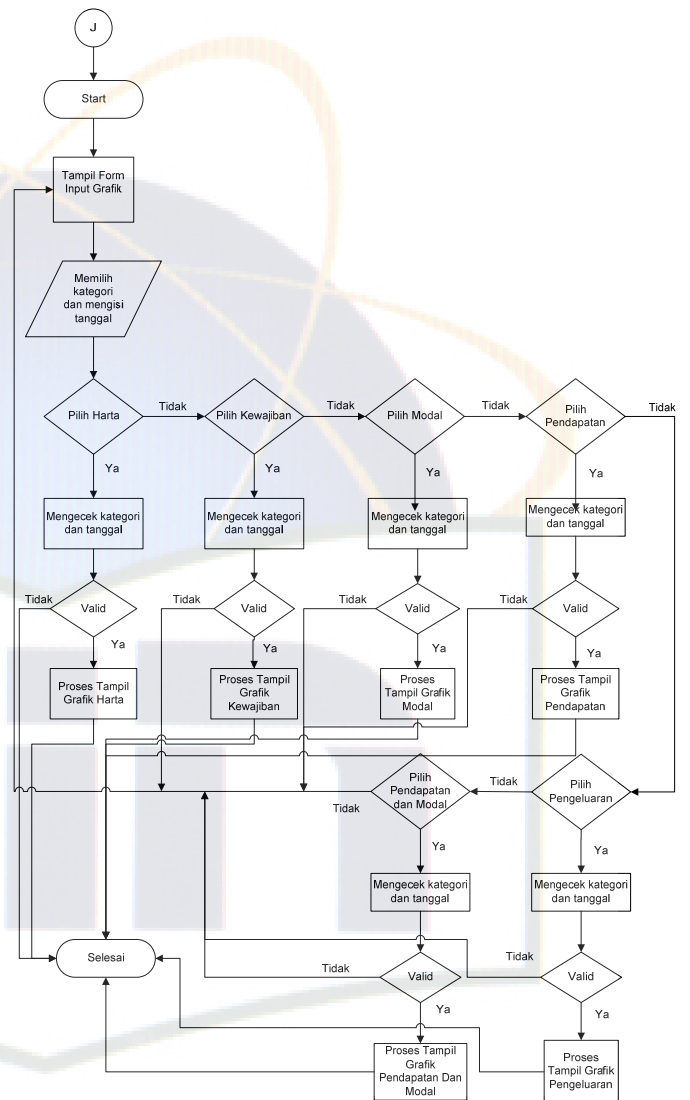 J
Start
Tampil Form
Input Grafik
Memilih
kategori
dan mengisi
tanggal
Pilih Harta
Tidak
Pilih Kewajiban
Tidak
Pilih Modal
Tidak
Pilih
Pendapatan
Tidak
Ya
Ya
Ya
Ya
Mengecek kategori
dan tanggal
Mengecek kategori
dan tanggal
Mengecek kategori
dan tanggal
Mengecek kategori
dan tanggal
Tidak
Valid
Tidak
Valid
Tidak
Valid
Tidak
Valid
Ya
Ya
Ya
Ya
Proses Tampil
Grafik Harta
Proses Tampil
Grafik
Kewajiban
Proses
Tampil Grafik
Modal
Proses Tampil
Grafik
Pendapatan
Pilih
Pendapatan
dan Modal
Tidak
Tidak
Pilih
Pengeluaran
Ya
Ya
Mengecek kategori
dan tanggal
Mengecek kategori
dan tanggal
Selesai
Tidak
Valid
Tidak
Valid
Ya
Ya
Proses Tampil
Grafik
Pendapatan Dan
Modal
Proses
Tampil Grafik
Pengeluaran